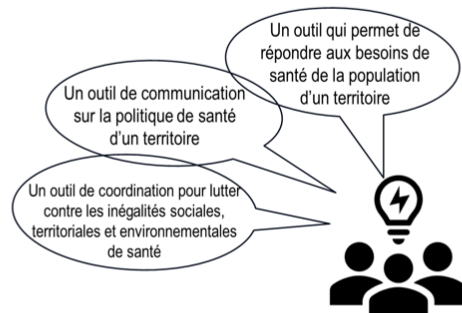 Un outil qui permet de
répondre aux besoins de
santé de la population
d'un territoire
Un outil de communication
sur la politique de santé
d'un territoire
Un outil de coordination pour lutter
contre les inégalités sociales,
territoriales et environnementales
de santé